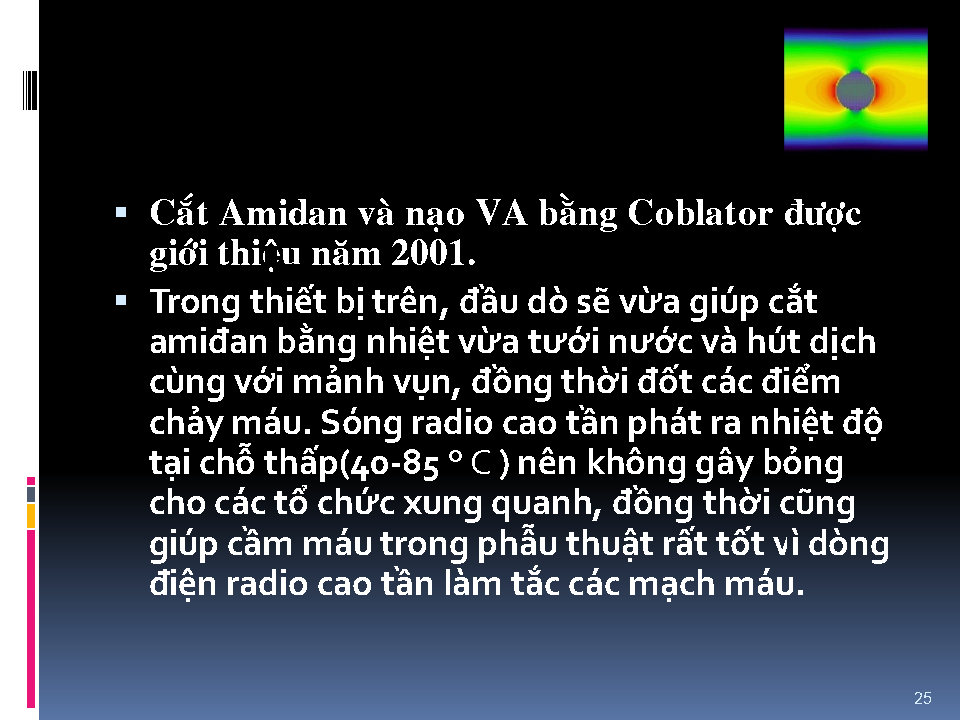 Cắt Amidan và nạo VA bằng Coblator được
giới thiệu năm 2001.
Trong thiết bị trên, đầu dò sẽ vừa giúp cắt
amiđan bằng nhiệt vừa tưới nước và hút dịch
cùng với mảnh vụn, đồng thời đốt các điểm
chảy máu. Sóng radio cao tần phát ra nhiệt độ
tại chỗ thấp(40-85 ° C ) nên không gây bỏng
cho các tổ chức xung quanh, đồng thời cũng
giúp cầm máu trong phẫu thuật rất tốt vì dòng
điện radio cao tần làm tắc các mạch máu.
25